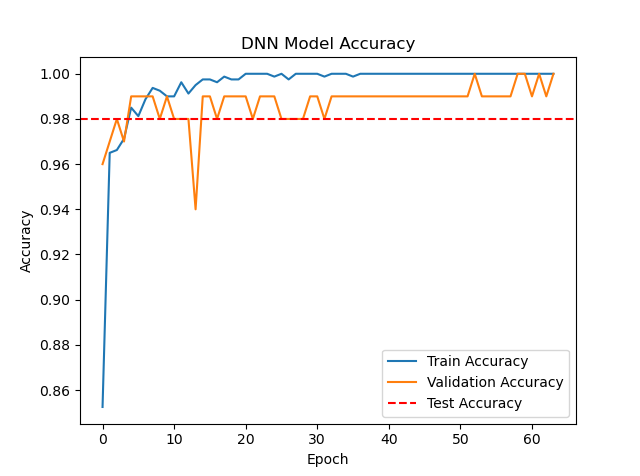 DNN Model Accuracy
1.00
0.98
0.96
0.94
0.92
0.90
0.88
0.86
Accuracy
Train Accuracy
Validation Accuracy
Test Accuracy
0 10 20 30 40 50 60
Epoch